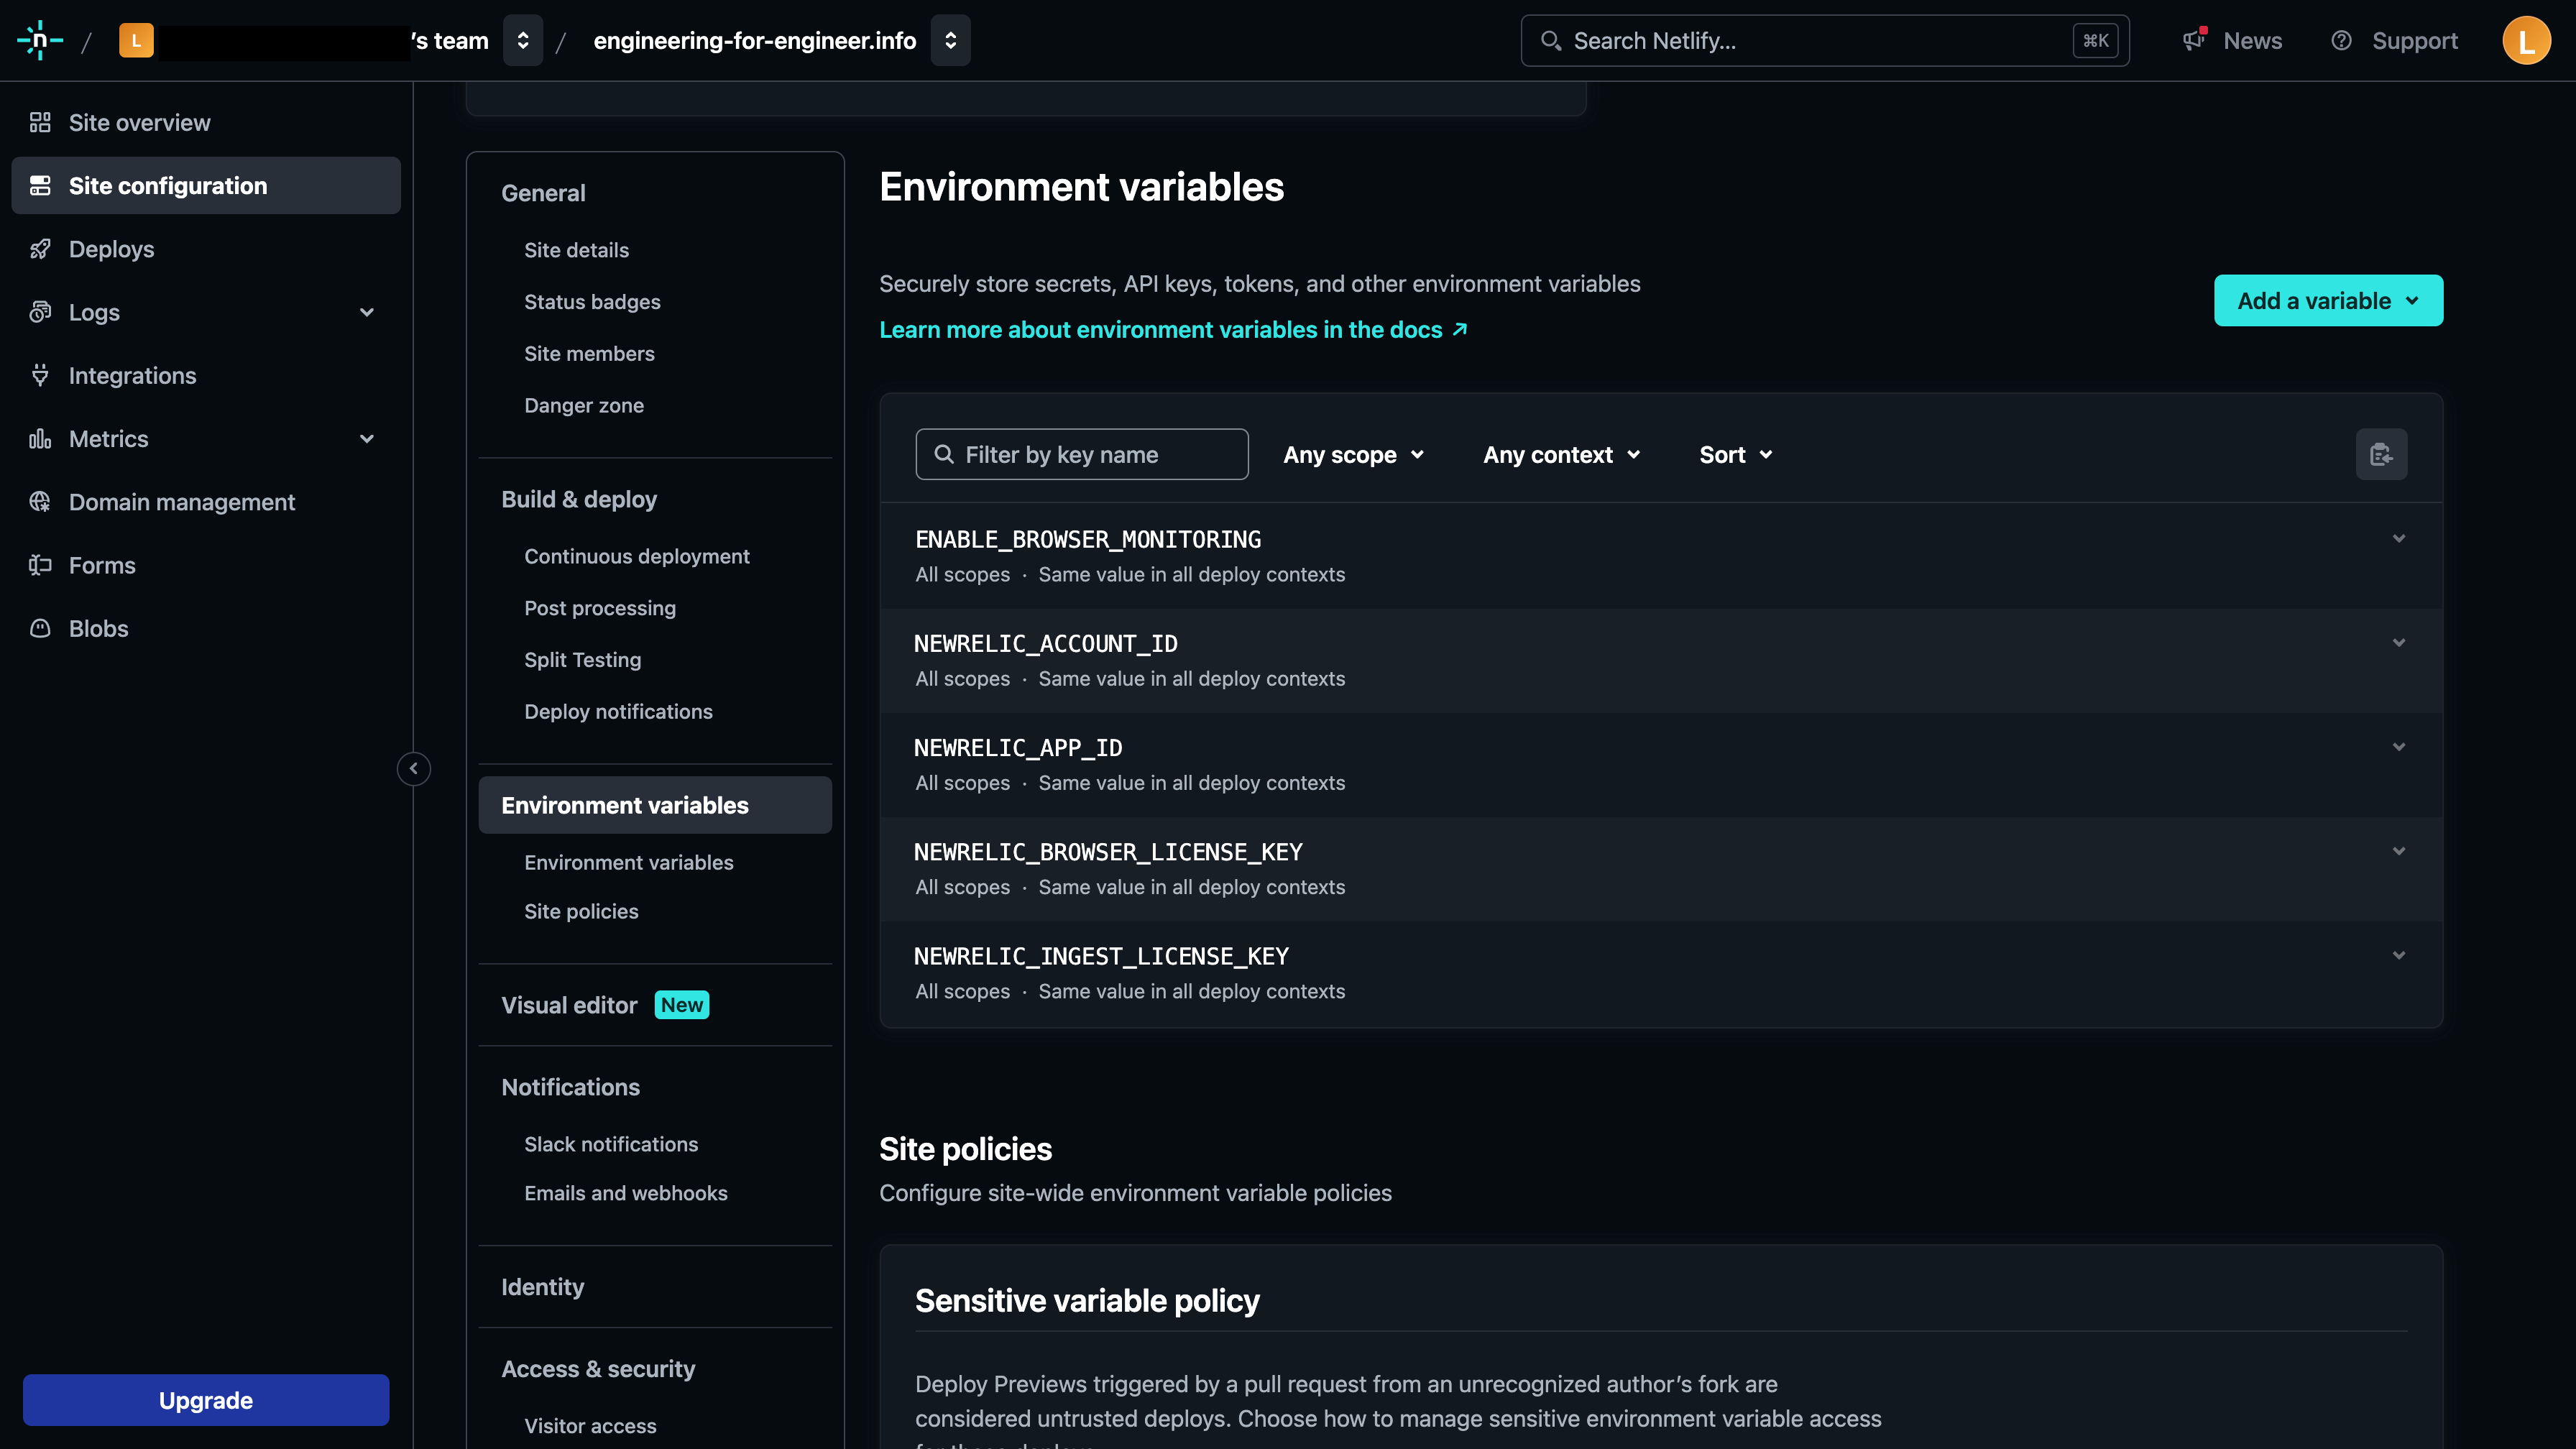 n / L 's team / engineering-for-engineer.info
Search Netlify... ⌘K
News
Support
L
Site overview
Site configuration
Deploys
Logs
Integrations
Metrics
Domain management
Forms
Blobs
Upgrade
General
Site details
Status badges
Site members
Danger zone
Build & deploy
Continuous deployment
Post processing
Split Testing
Deploy notifications
Environment variables
Environment variables
Site policies
Visual editor New
Notifications
Slack notifications
Emails and webhooks
Identity
Access & security
Visitor access
Environment variables
Securely store secrets, API keys, tokens, and other environment variables
Learn more about environment variables in the docs
Add a variable
Filter by key name
Any scope
Any context
Sort
ENABLE_BROWSER_MONITORING
All scopes · Same value in all deploy contexts
NEWRELIC_ACCOUNT_ID
All scopes · Same value in all deploy contexts
NEWRELIC_APP_ID
All scopes · Same value in all deploy contexts
NEWRELIC_BROWSER_LICENSE_KEY
All scopes · Same value in all deploy contexts
NEWRELIC_INGEST_LICENSE_KEY
All scopes · Same value in all deploy contexts
Site policies
Configure site-wide environment variable policies
Sensitive variable policy
Deploy Previews triggered by a pull request from an unrecognized author's fork are
considered untrusted deploys. Choose how to manage sensitive environment variable access